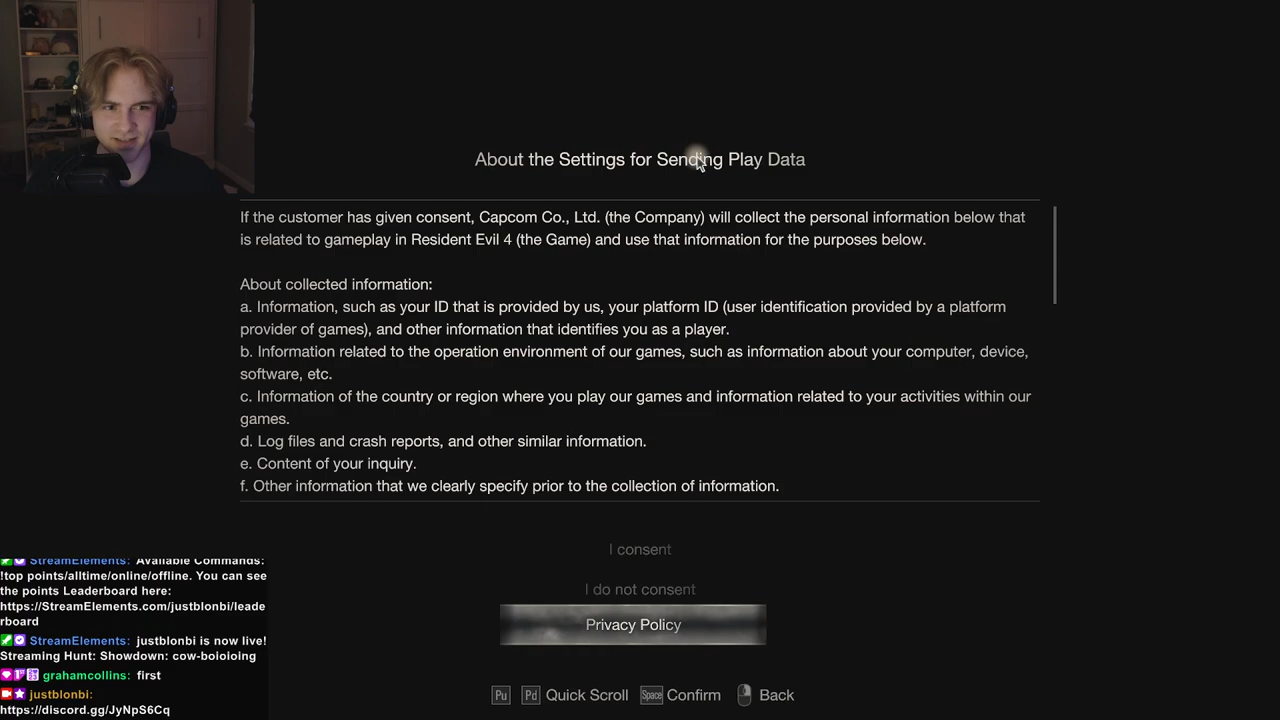 About the Settings for Sending Play Data
If the customer has given consent, Capcom Co., Ltd. (the Company) will collect the personal information below that
is related to gameplay in Resident Evil 4 (the Game) and use that information for the purposes below.
About collected information:
a. Information, such as your ID that is provided by us, your platform ID (user identification provided by a platform
provider of games), and other information that identifies you as a player.
b. Information related to the operation environment of our games, such as information about your computer, device,
software, etc.
c. Information of the country or region where you play our games and information related to your activities within our
games.
d. Log files and crash reports, and other similar information.
e. Content of your inquiry.
f. Other information that we clearly specify prior to the collection of information.
I consent
I do not consent
Privacy Policy
Pu Pd Quick Scroll Space Confirm Back
StreamElements: Available Commands:
!top points/alltime/online/offline. You can see
the points Leaderboard here:
https://StreamElements.com/justblonbi/leade
rboard
StreamElements: justblonbi is now live!
Streaming Hunt: Showdown: cow-boioioing
grahamcollins: first
justblonbi:
https://discord.gg/JyNpS6Cq